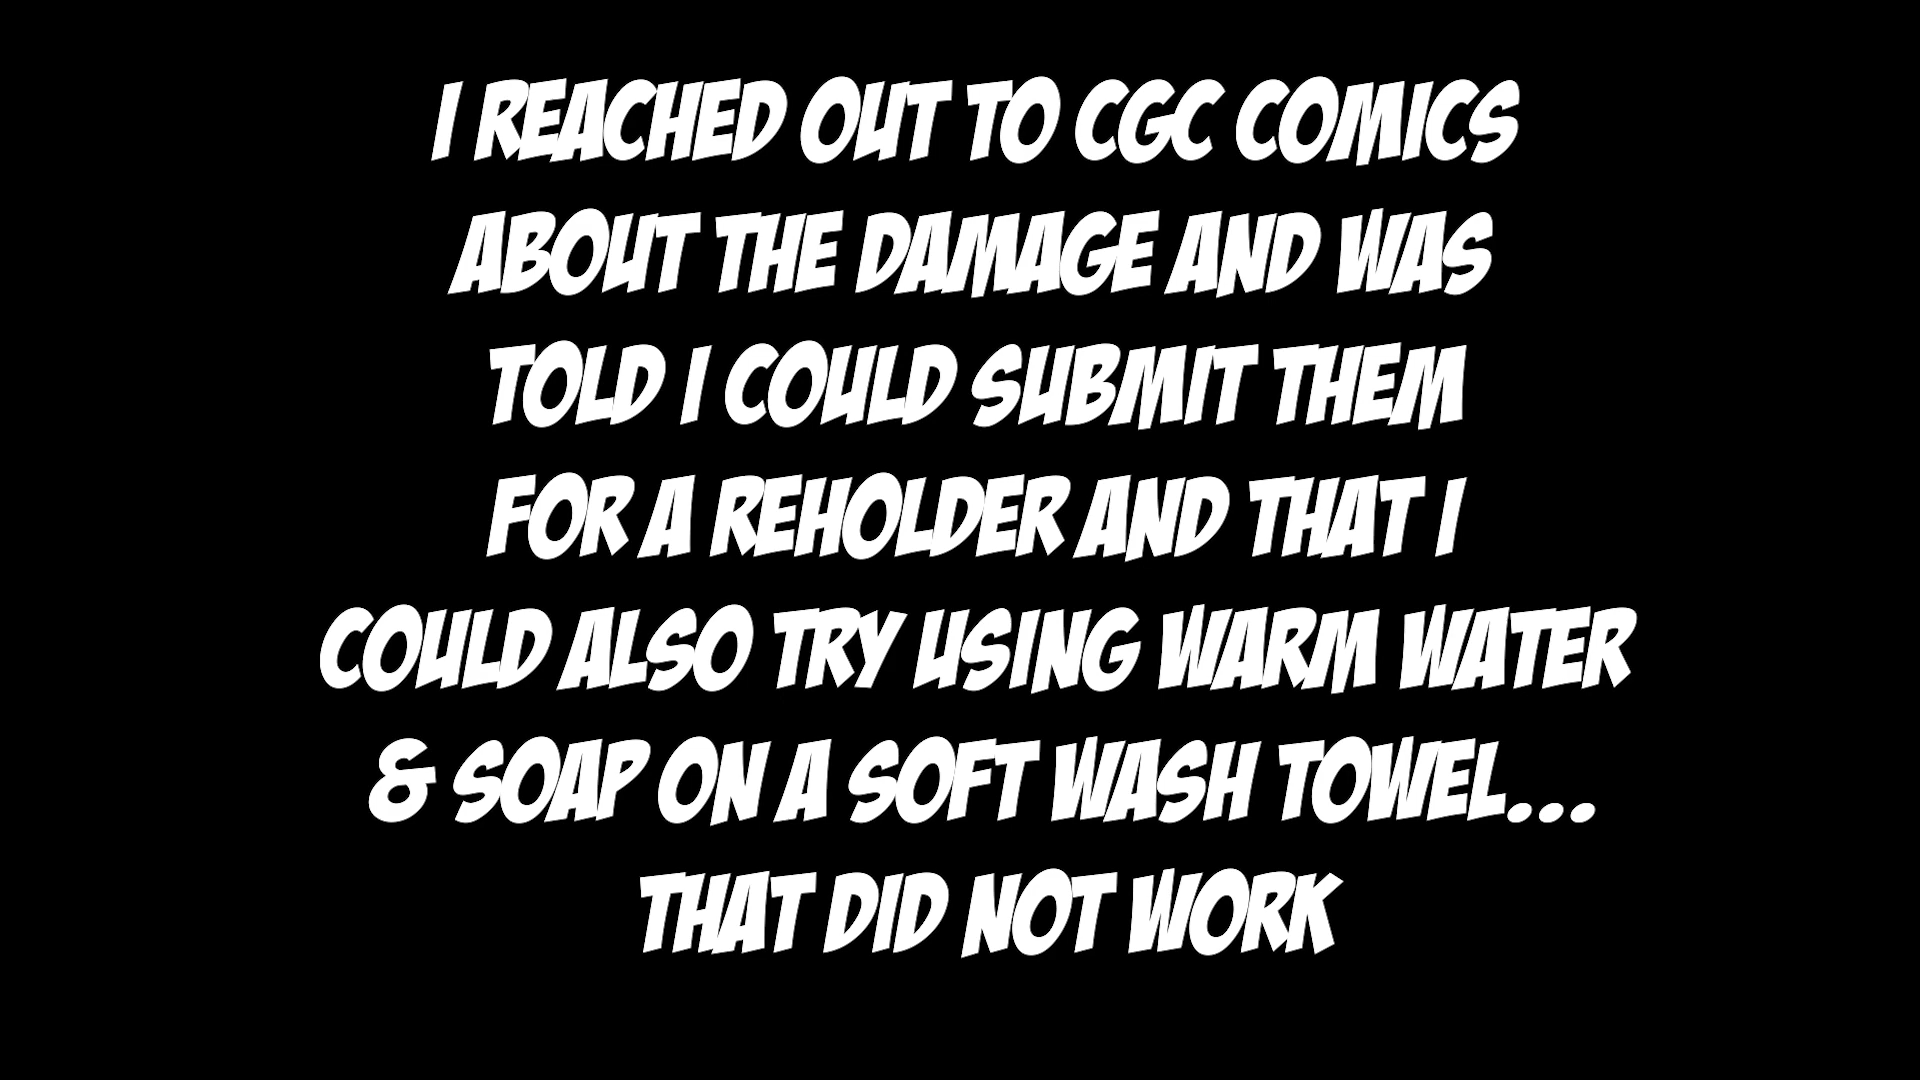 I REACHED OUT TO CGC COMICS
ABOUT THE DAMAGE AND WAS
TOLD I COULD SUBMIT THEM
FOR A REHOLDER AND THAT I
COULD ALSO TRY USING WARM WATER
& SOAP ON A SOFT WASH TOWEL...
THAT DID NOT WORK